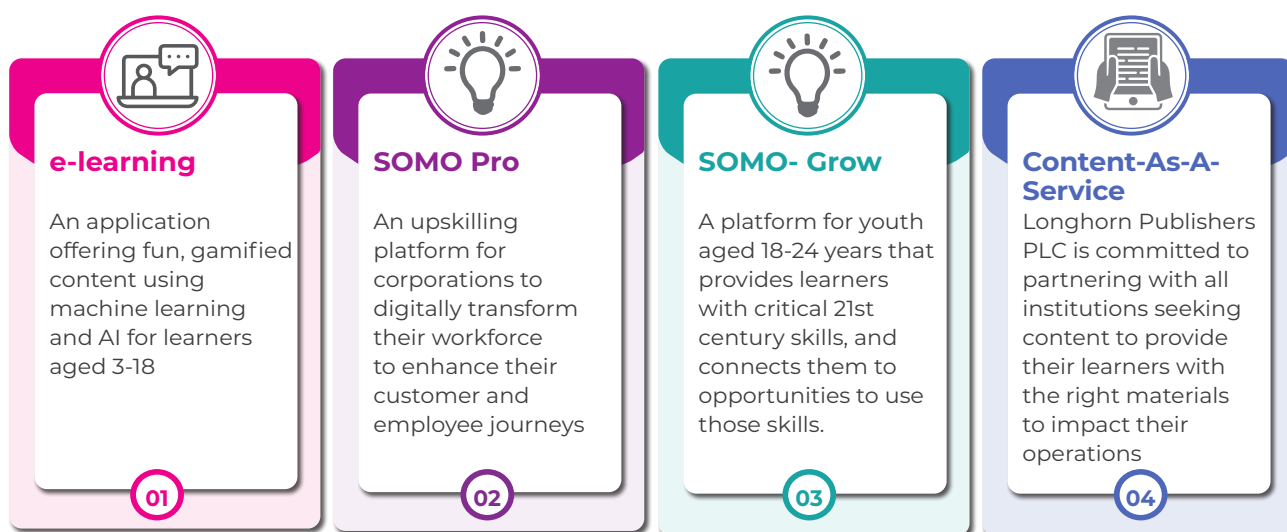 e-learning
An application
offering fun, gamified
content using
machine learning
and AI for learners
aged 3-18
01
SOMO Pro
An upskilling
platform for
corporations to
digitally transform
their workforce
to enhance their
customer and
employee journeys
02
SOMO- Grow
A platform for youth
aged 18-24 years that
provides learners
with critical 21st
century skills, and
connects them to
opportunities to use
those skills.
03
Content-As-A-
Service
Longhorn Publishers
PLC is committed to
partnering with all
institutions seeking
content to provide
their learners with
the right materials
to impact their
operations
04